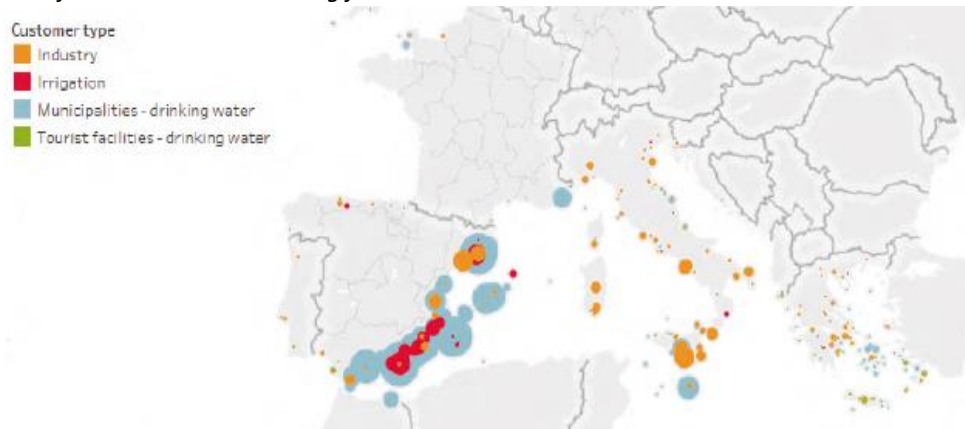 Customer type
Industry
Irrigation
Municipalities - drinking water
Tourist facilities - drinking water